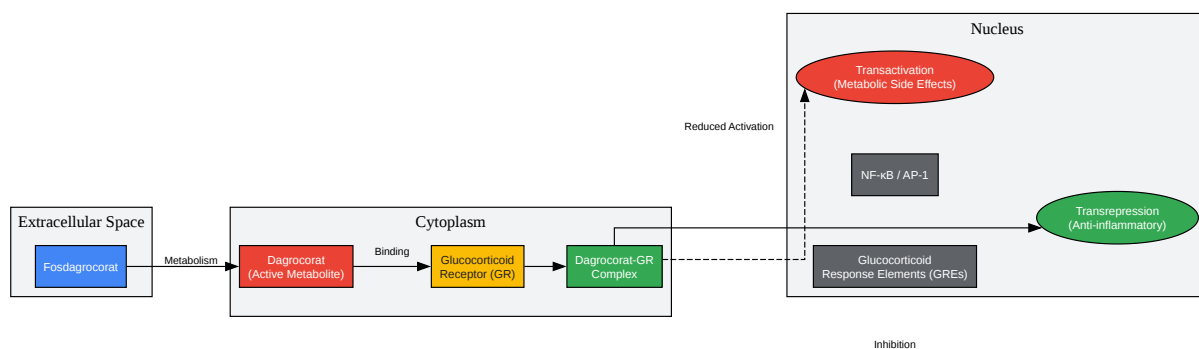 Nucleus
Transactivation
(Metabolic Side Effects)
Reduced Activation
NF-κB / AP-1
Extracellular Space
Cytoplasm
Transrepression
(Anti-inflammatory)
Fosdagrocorat
Metabolism
Dagrocorat
(Active Metabolite)
Binding
Glucocorticoid
Receptor (GR)
Dagrocorat-GR
Complex
Glucocorticoid
Response Elements (GREs)
Inhibition